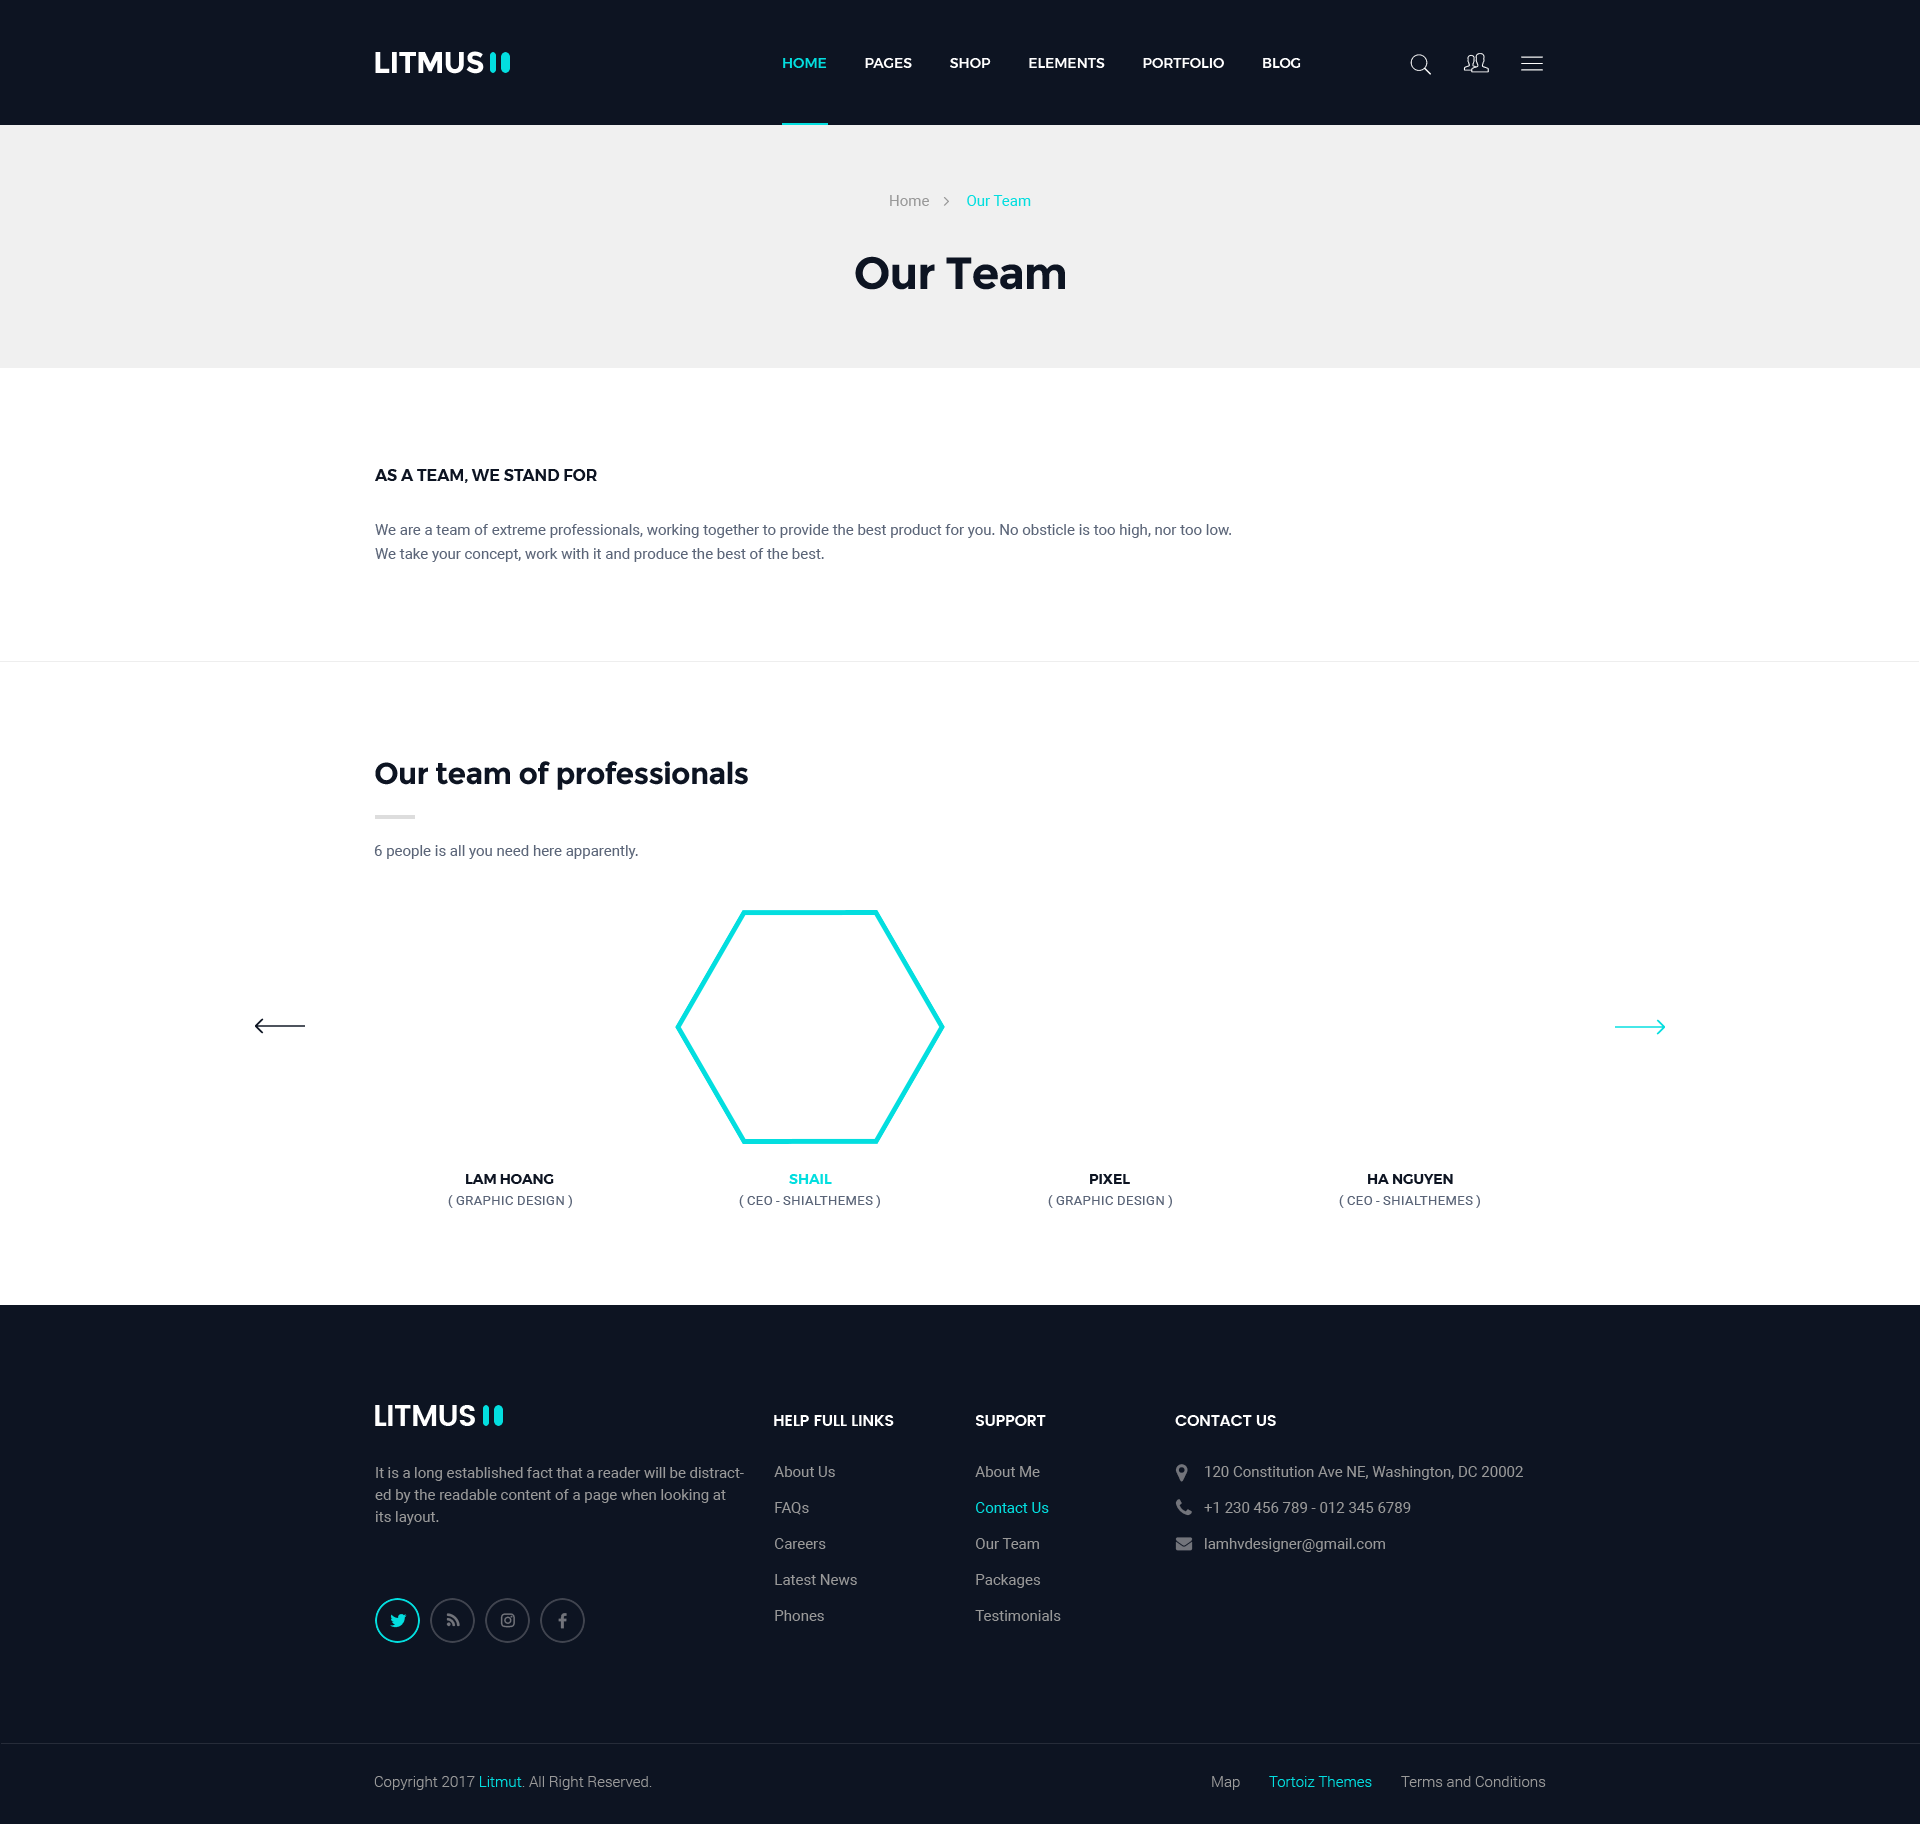 LITMUS
HOME PAGES SHOP ELEMENTS PORTFOLIO BLOG
Home > Our Team
Our Team
AS A TEAM, WE STAND FOR
We are a team of extreme professionals, working together to provide the best product for you. No obsticle is too high, nor too low.
We take your concept, work with it and produce the best of the best.
Our team of professionals
6 people is all you need here apparently.
LAM HOANG
( GRAPHIC DESIGN )
SHAIL
( CEO - SHIALTHEMES )
PIXEL
( GRAPHIC DESIGN )
HA NGUYEN
( CEO - SHIALTHEMES )
LITMUS
It is a long established fact that a reader will be distract-
ed by the readable content of a page when looking at
its layout.
HELP FULL LINKS
About Us
FAQs
Careers
Latest News
Phones
SUPPORT
About Me
Contact Us
Our Team
Packages
Testimonials
CONTACT US
120 Constitution Ave NE, Washington, DC 20002
+1 230 456 789 - 012 345 6789
lamhvdesigner@gmail.com
Copyright 2017 Litmut. All Right Reserved.
Map Tortoiz Themes Terms and Conditions